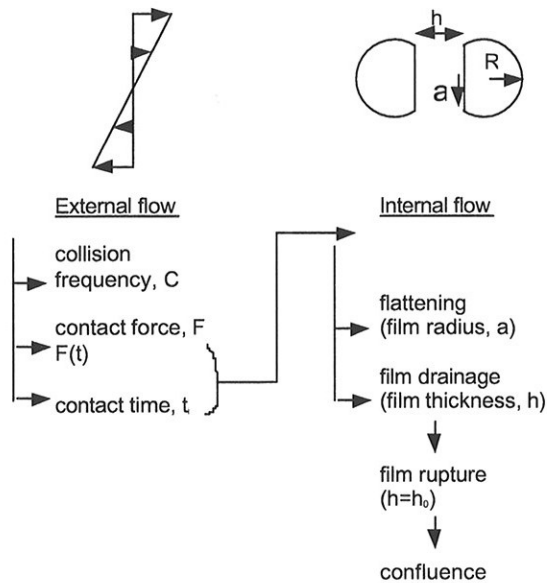 h
R
a
External flow
collision
frequency, C
contact force, F
F(t)
contact time, t
Internal flow
flattening
(film radius, a)
film drainage
(film thickness, h)
film rupture
(h=h₀)
confluence